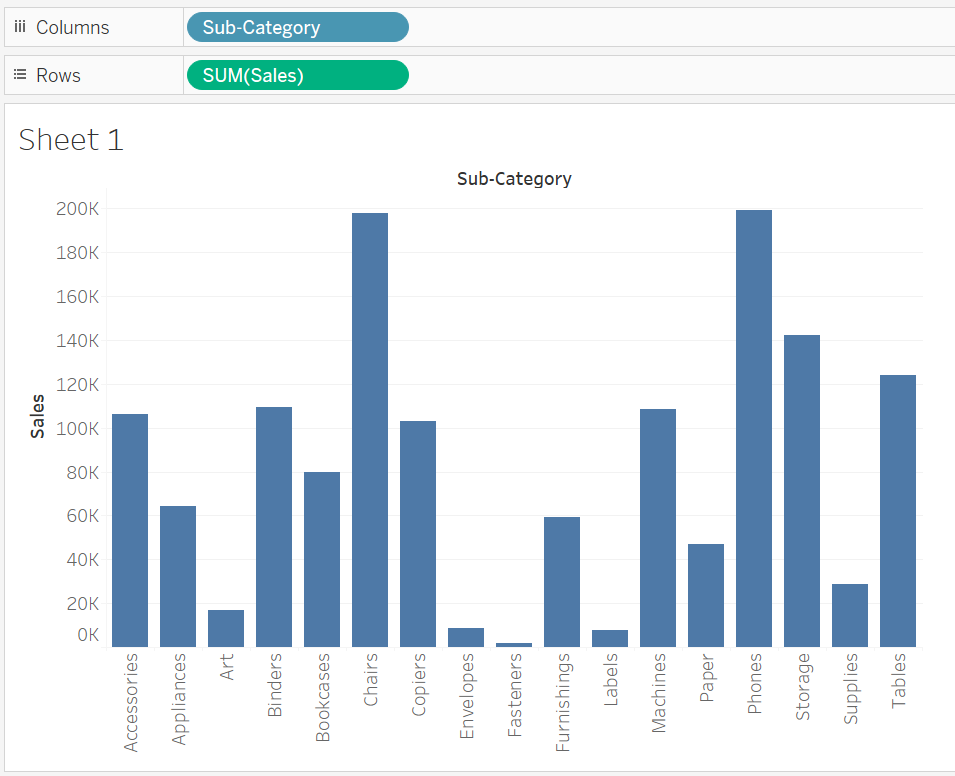 Columns
Sub-Category
Rows
SUM(Sales)
Sheet 1
Sub-Category
200K
180K
160K
140K
120K
100K
80K
60K
40K
20K
0K
Sales
Accessories
Appliances
Art
Binders
Bookcases
Chairs
Copiers
Envelopes
Fasteners
Furnishings
Labels
Machines
Paper
Phones
Storage
Supplies
Tables